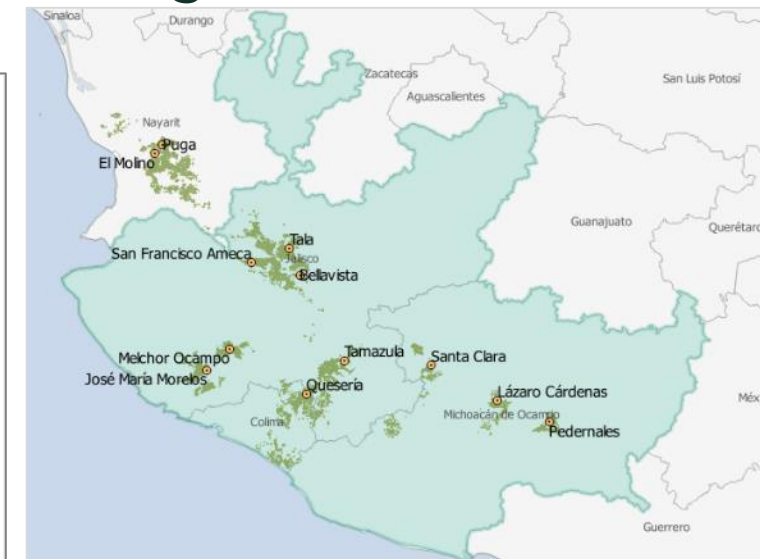 Sinaloa
Durango
Zacatecas
San Luis Potosí
Aguascalientes
Nayarit
Puga
El Molino
Guanajuato
Querétaro
Tala
San Francisco Ameca
Jalisco
Bellavista
Melchor Ocampo
Tamazula
Santa Clara
José María Morelos
Quesería
Lázaro Cárdenas
Colima
Michoacán de Ocampo
Méx
Pedernales
Guerrero